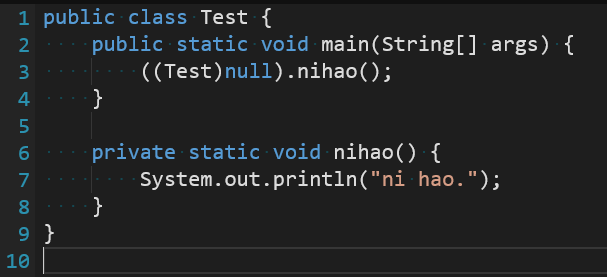 1 public class Test {
2     public static void main(String[] args) {
3         ((Test)null).nihao();
4     }
5
6     private static void nihao() {
7         System.out.println("ni hao.");
8     }
9 }
10